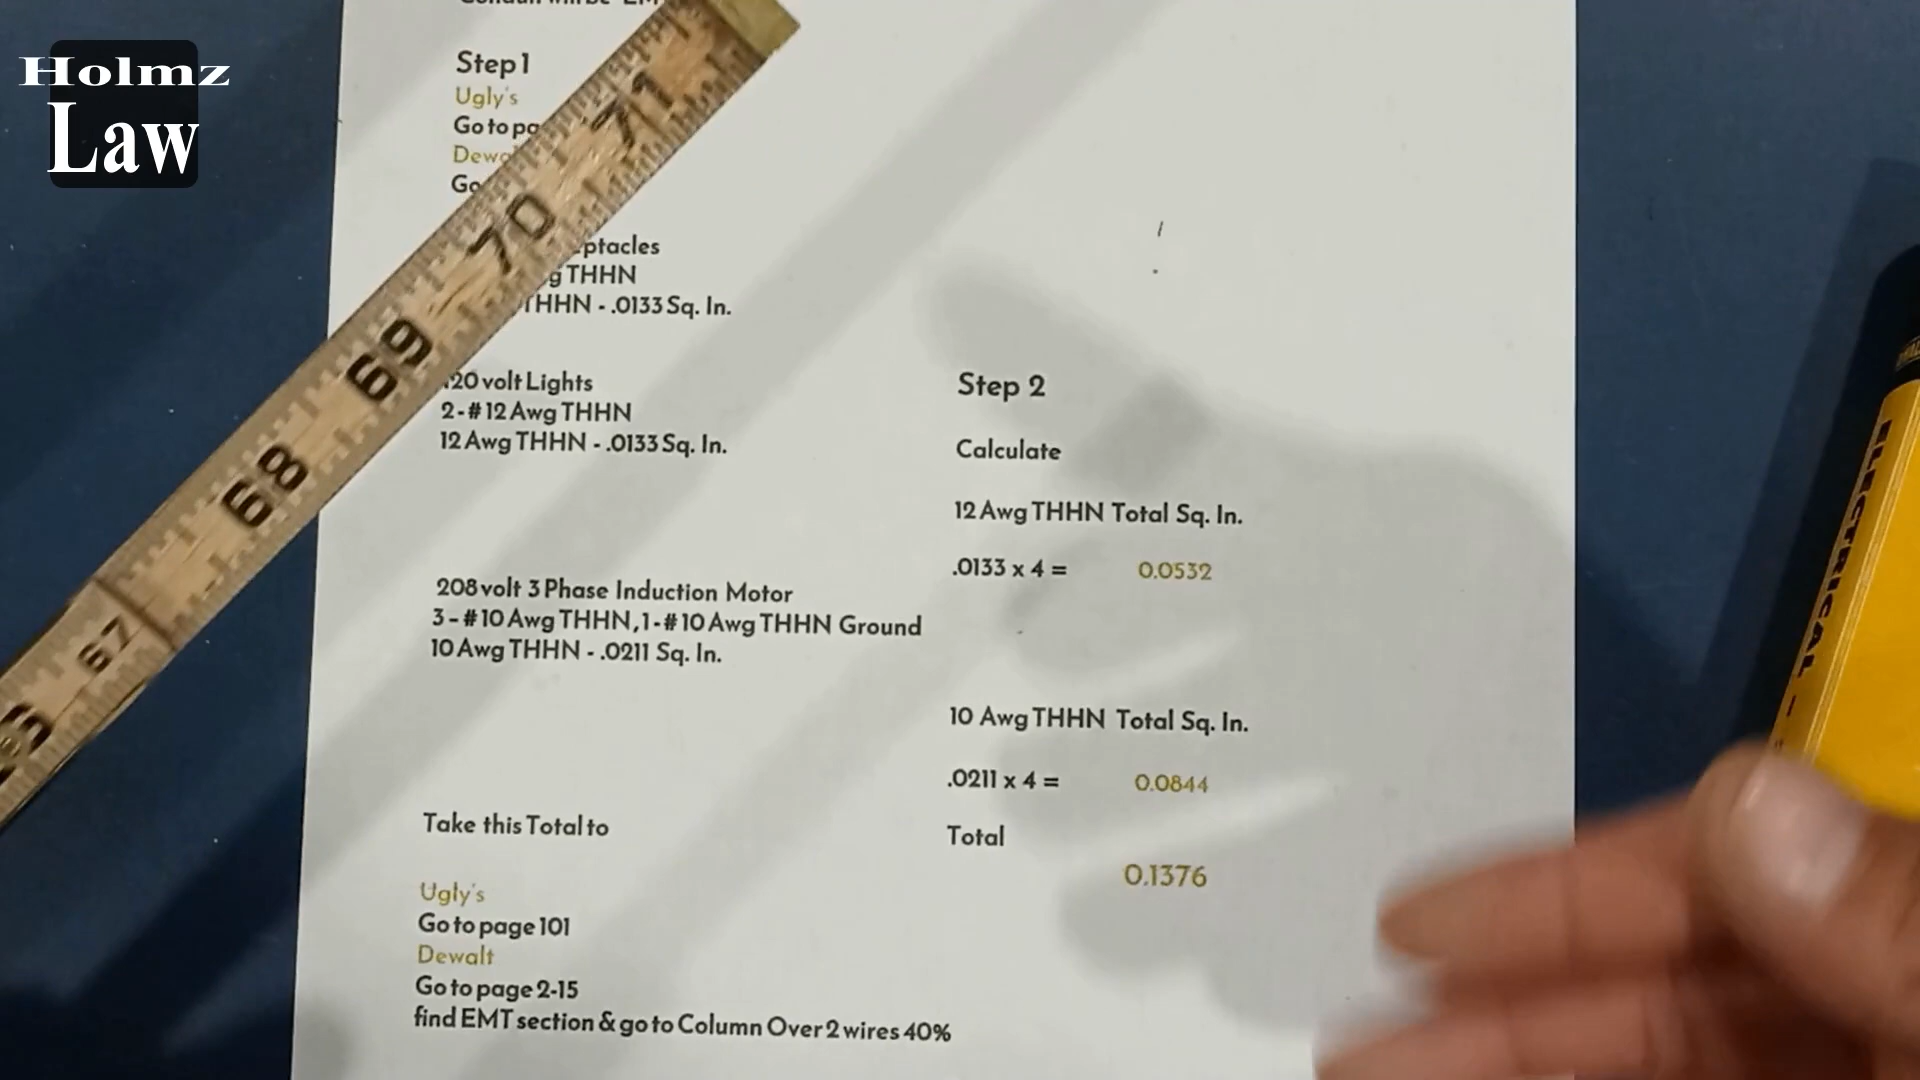 Holmz
Law
Step 1
Ugly's
Go to
THHN
THHN - .0133 Sq. In.
120 volt Lights
2 - # 12 Awg THHN
12 Awg THHN - .0133 Sq. In.
208 volt 3 Phase Induction Motor
3 - # 10 Awg THHN, 1 - # 10 Awg THHN Ground
10 Awg THHN - .0211 Sq. In.
Take this Total to
Ugly's
Go to page 101
Dewalt
Go to page 2-15
find EMT section & go to Column Over 2 wires 40%
Step 2
Calculate
12 Awg THHN Total Sq. In.
.0133 x 4 = 0.0532
10 Awg THHN Total Sq. In.
.0211 x 4 = 0.0844
Total
0.1376
71
70
69
68
67
ELECTRICAL -